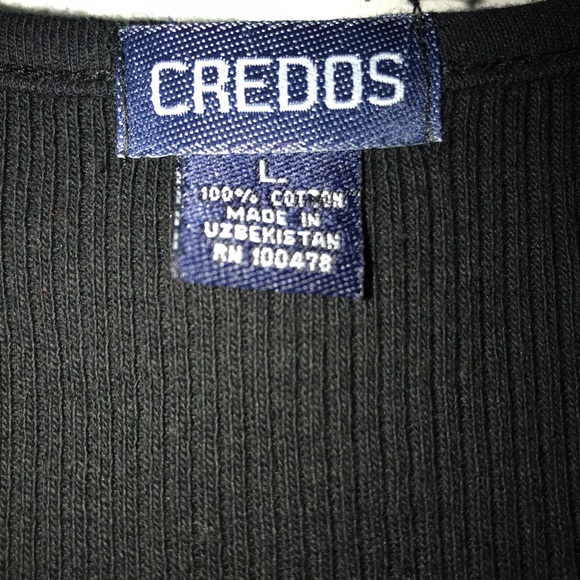 CREDOS
L
100% COTTON
MADE IN
UZBEKISTAN
RN 100478